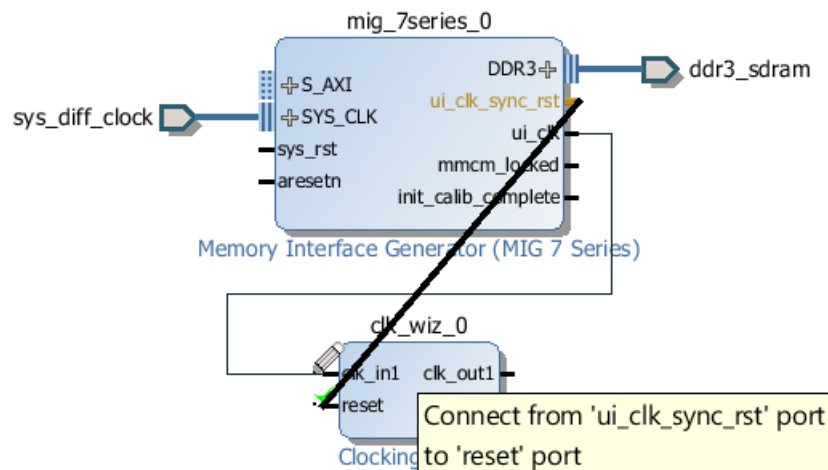 mig_7series_0
DDR3
ddr3_sdram
S_AXI
ui_clk_sync_rst
sys_diff_clock
SYS_CLK
ui_clk
sys_rst
mmcm_locked
aresetn
init_calib_complete
Memory Interface Generator (MIG 7 Series)
clk_wiz_0
clk_in1
clk_out1
reset
Connect from 'ui_clk_sync_rst' port
to 'reset' port
Clocking